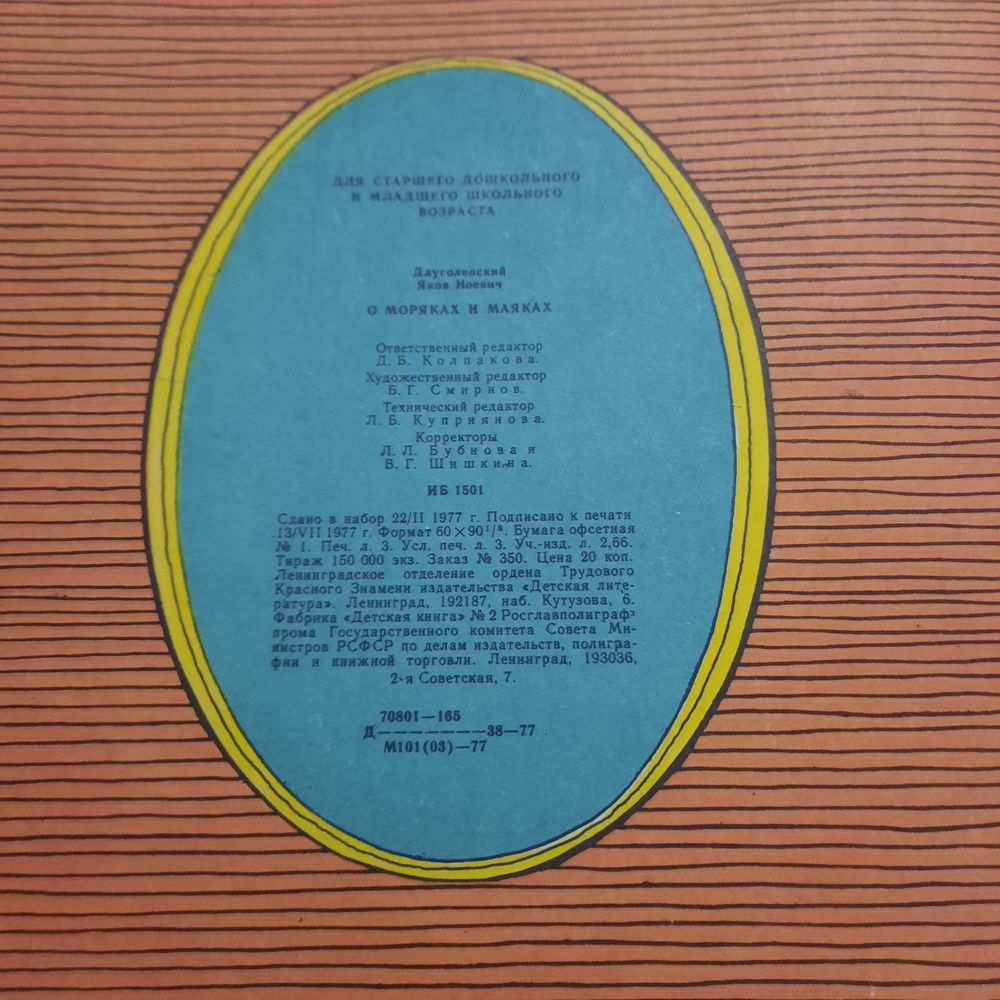 ДЛЯ СТАРШЕГО ДОШКОЛЬНОГО
И МЛАДШЕГО ШКОЛЬНОГО
ВОЗРАСТА
Длуголенский
Яков Ноевич
О МОРЯКАХ И МАЯКАХ
Ответственный редактор
Д. Б. Колпакова.
Художественный редактор
Б. Г. Смирнов.
Технический редактор
Л. Б. Куприянова.
Корректоры
Л. Л. Бубнова и
В. Г. Шишкина.
ИБ 1501
Сдано в набор 22/II 1977 г. Подписано к печати
13/VII 1977 г. Формат 60×90¹/₈. Бумага офсетная
№ 1. Печ. л. 3. Усл. печ. л. 3. Уч.-изд. л. 2,66.
Тираж 150 000 экз. Заказ № 350. Цена 20 коп.
Ленинградское отделение ордена Трудового
Красного Знамени издательства «Детская лите-
ратура». Ленинград, 192187, наб. Кутузова, 6.
Фабрика «Детская книга» № 2 Росглавполиграф-
прома Государственного комитета Совета Ми-
нистров РСФСР по делам издательств, полигра-
фии и книжной торговли. Ленинград, 193036,
2-я Советская, 7.
70801—165
Д——————38—77
М101(03)—77